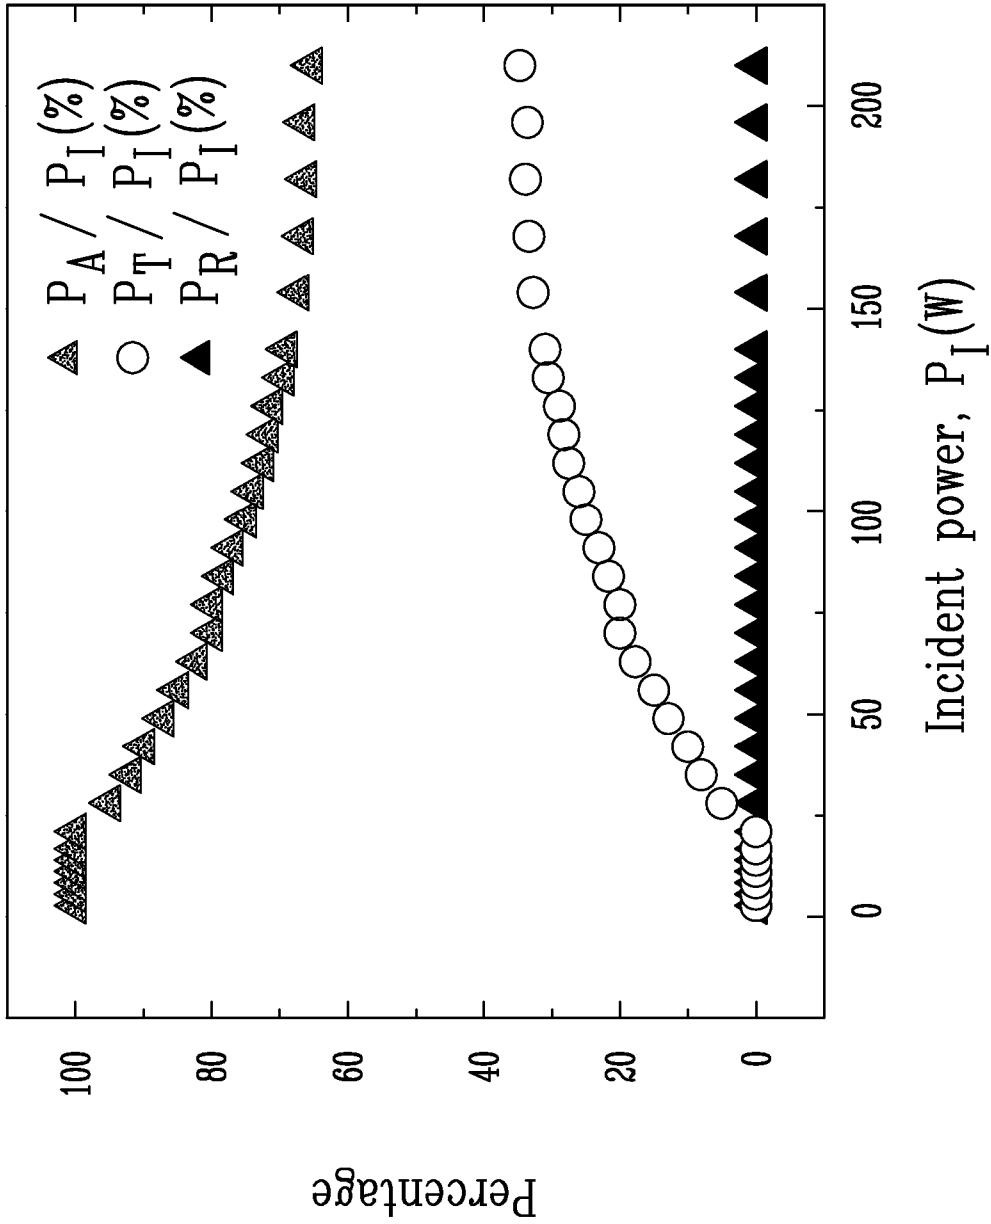 P_A / P_I (%)
P_T / P_I (%)
P_R / P_I (%)
Percentage
100
80
60
40
20
0
0
50
100
150
200
Incident power, P_I (W)